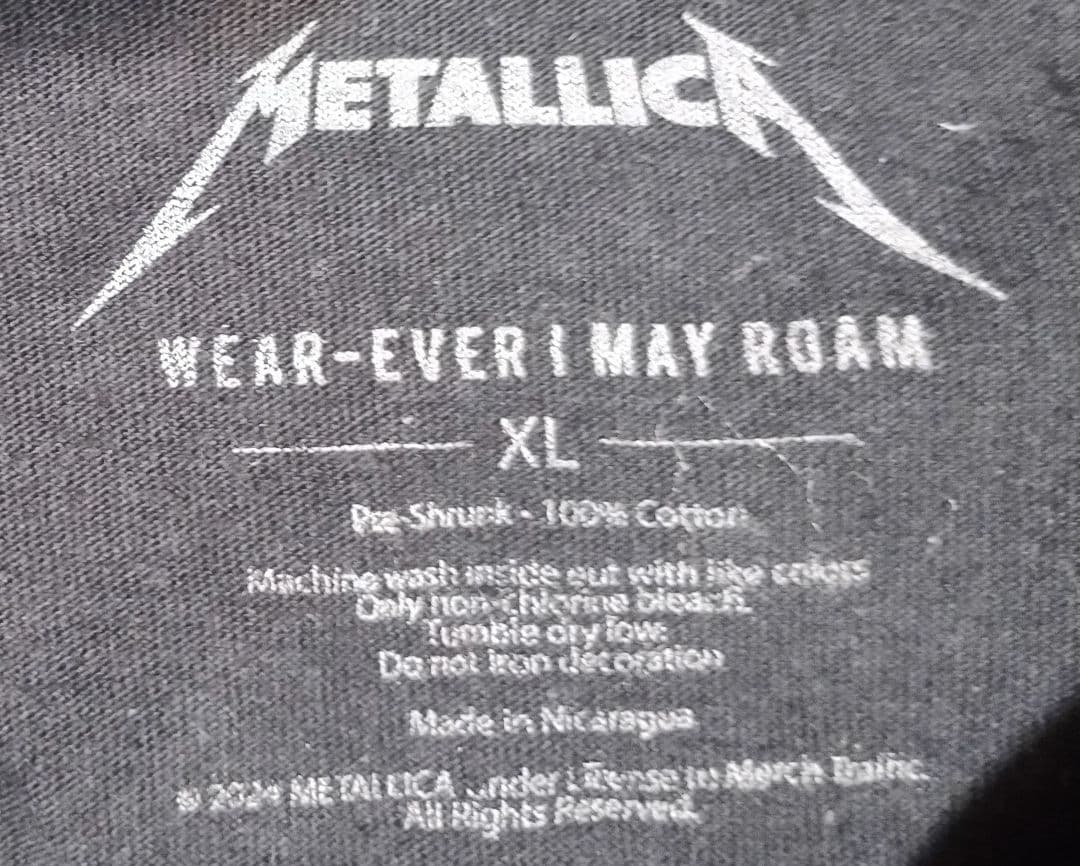 METALLICA
WEAR-EVER I MAY ROAM
XL
Pre-Shrunk • 100% Cotton
Machine wash inside out with like colors
Only non-chlorine bleach.
Tumble dry low.
Do not iron decoration
Made in Nicaragua
© 2024 METALLICA under License to Merch Traffic.
All Rights Reserved.